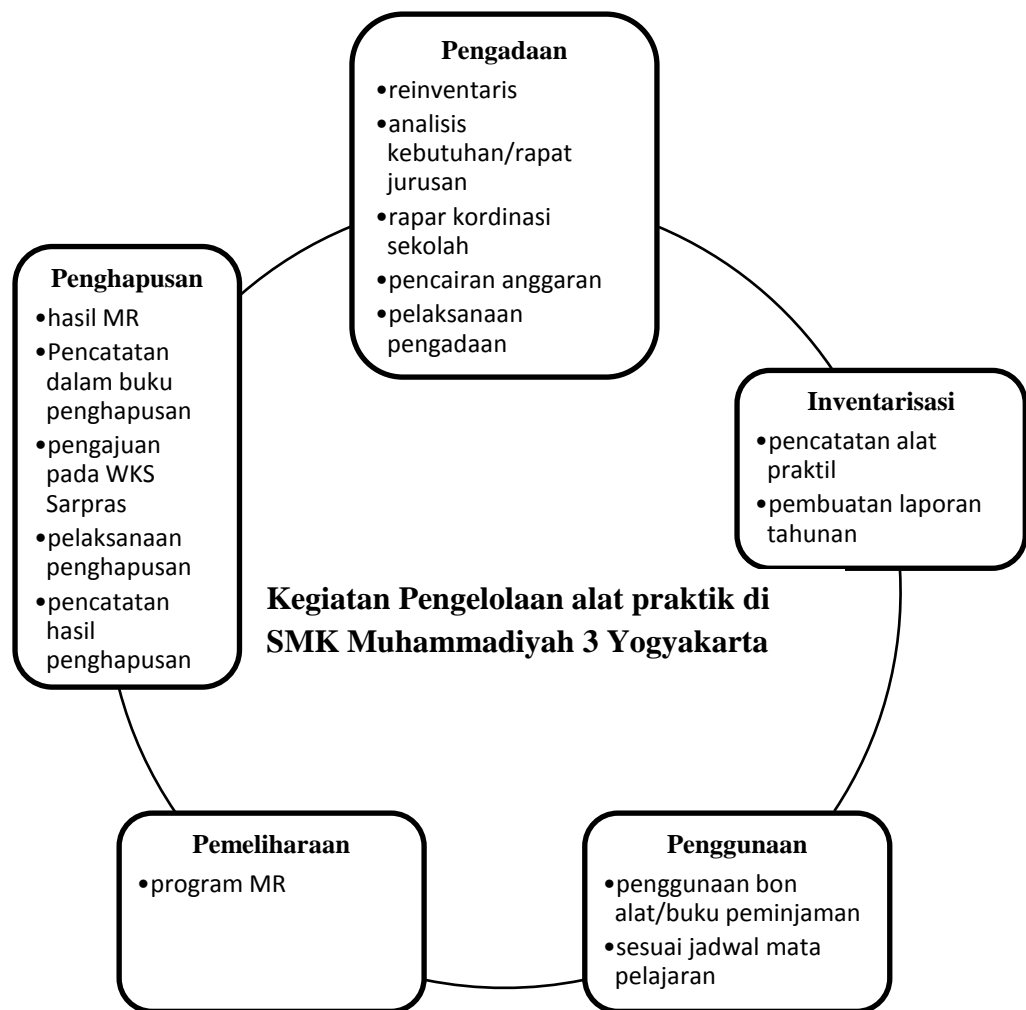 Pengadaan
•reinventaris
•analisis
kebutuhan/rapat
jurusan
•rapar kordinasi
sekolah
•pencairan anggaran
•pelaksanaan
pengadaan
Inventarisasi
•pencatatan alat
praktil
•pembuatan laporan
tahunan
Penggunaan
•penggunaan bon
alat/buku peminjaman
•sesuai jadwal mata
pelajaran
Pemeliharaan
•program MR
Penghapusan
•hasil MR
•Pencatatan
dalam buku
penghapusan
•pengajuan
pada WKS
Sarpras
•pelaksanaan
penghapusan
•pencatatan
hasil
penghapusan
Kegiatan Pengelolaan alat praktik di
SMK Muhammadiyah 3 Yogyakarta